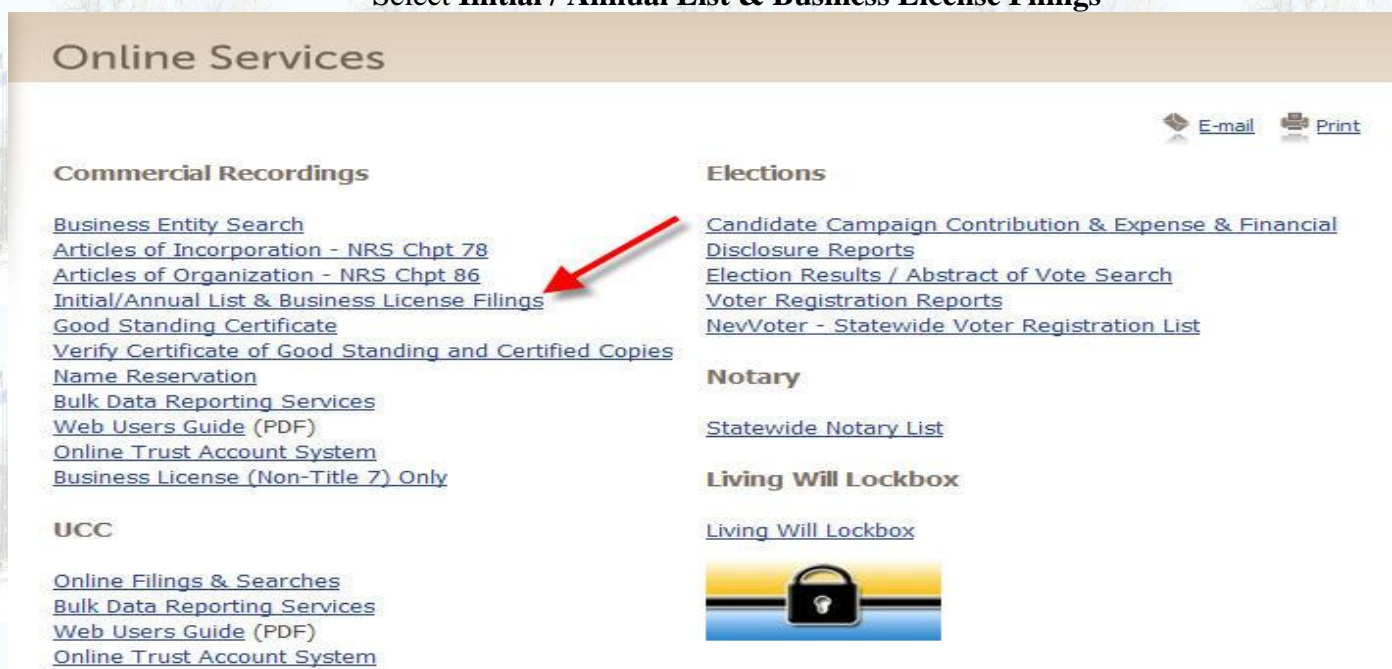 Select Initial / Annual List & Business License Filings
Online Services
E-mail Print
Commercial Recordings
Business Entity Search
Articles of Incorporation - NRS Chpt 78
Articles of Organization - NRS Chpt 86
Initial/Annual List & Business License Filings
Good Standing Certificate
Verify Certificate of Good Standing and Certified Copies
Name Reservation
Bulk Data Reporting Services
Web Users Guide (PDF)
Online Trust Account System
Business License (Non-Title 7) Only
UCC
Online Filings & Searches
Bulk Data Reporting Services
Web Users Guide (PDF)
Online Trust Account System
Elections
Candidate Campaign Contribution & Expense & Financial
Disclosure Reports
Election Results / Abstract of Vote Search
Voter Registration Reports
NevVoter - Statewide Voter Registration List
Notary
Statewide Notary List
Living Will Lockbox
Living Will Lockbox